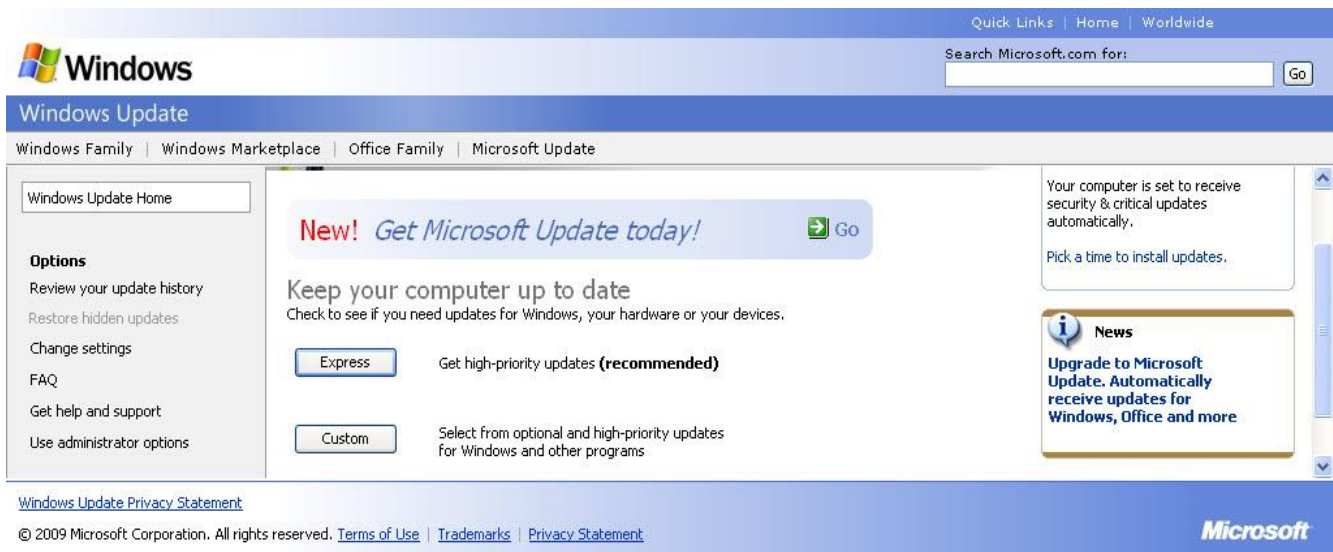 Quick Links | Home | Worldwide
Windows
Search Microsoft.com for:
Go
Windows Update
Windows Family | Windows Marketplace | Office Family | Microsoft Update
Windows Update Home
Options
Review your update history
Restore hidden updates
Change settings
FAQ
Get help and support
Use administrator options
New! Get Microsoft Update today!
Go
Keep your computer up to date
Check to see if you need updates for Windows, your hardware or your devices.
Express
Get high-priority updates (recommended)
Custom
Select from optional and high-priority updates
for Windows and other programs
Your computer is set to receive
security & critical updates
automatically.
Pick a time to install updates.
News
Upgrade to Microsoft
Update. Automatically
receive updates for
Windows, Office and more
Windows Update Privacy Statement
© 2009 Microsoft Corporation. All rights reserved. Terms of Use | Trademarks | Privacy Statement
Microsoft